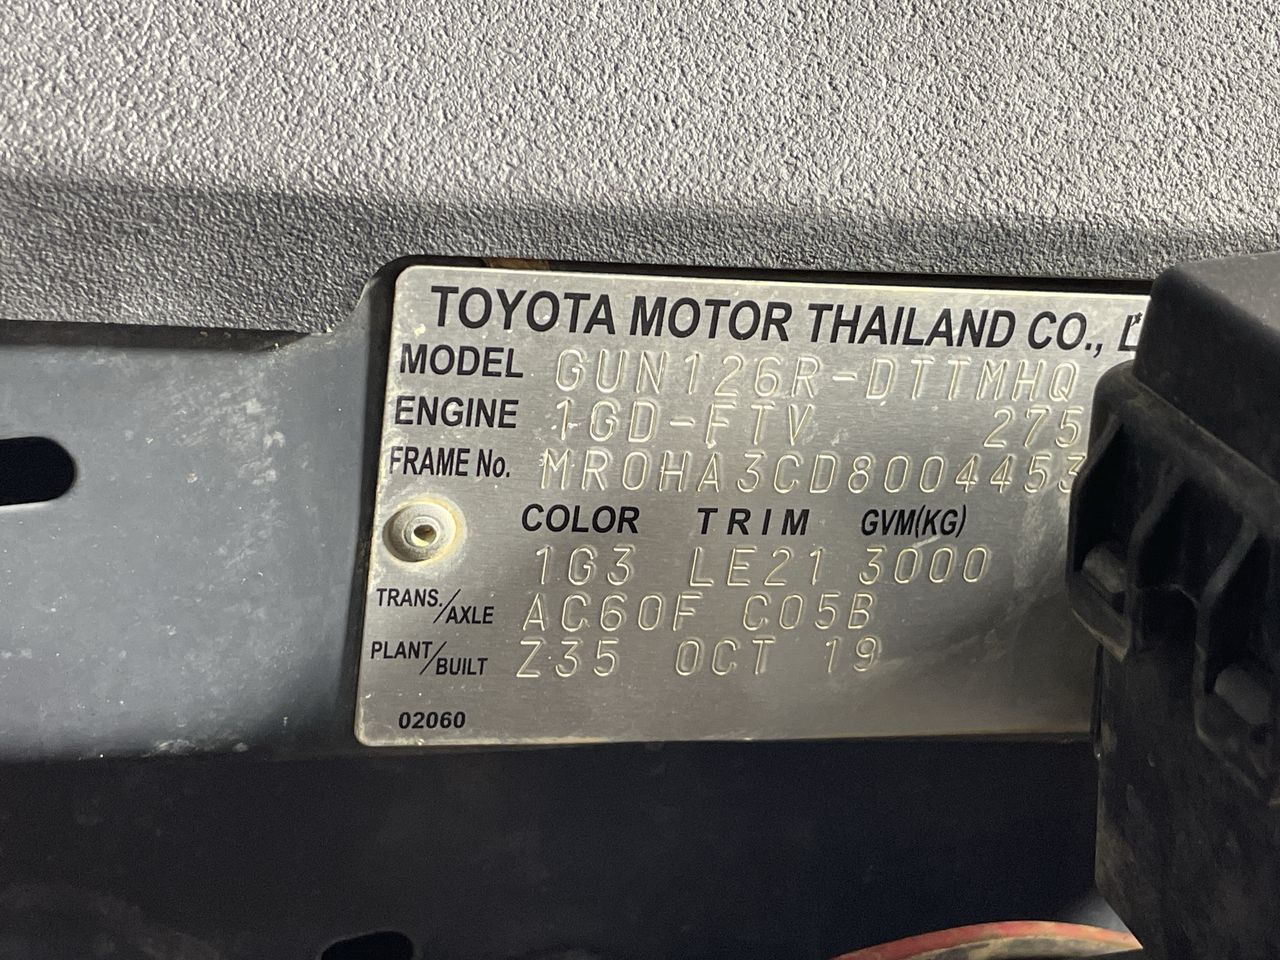 TOYOTA MOTOR THAILAND CO.,
MODEL GUN126R-DTTMHQ
ENGINE 1GD-FTV 275
FRAME No. MR0HA3CD8004453
COLOR TRIM GVM(KG)
1G3 LE21 3000
TRANS./AXLE AC60F C05B
PLANT/BUILT Z35 OCT 19
02060